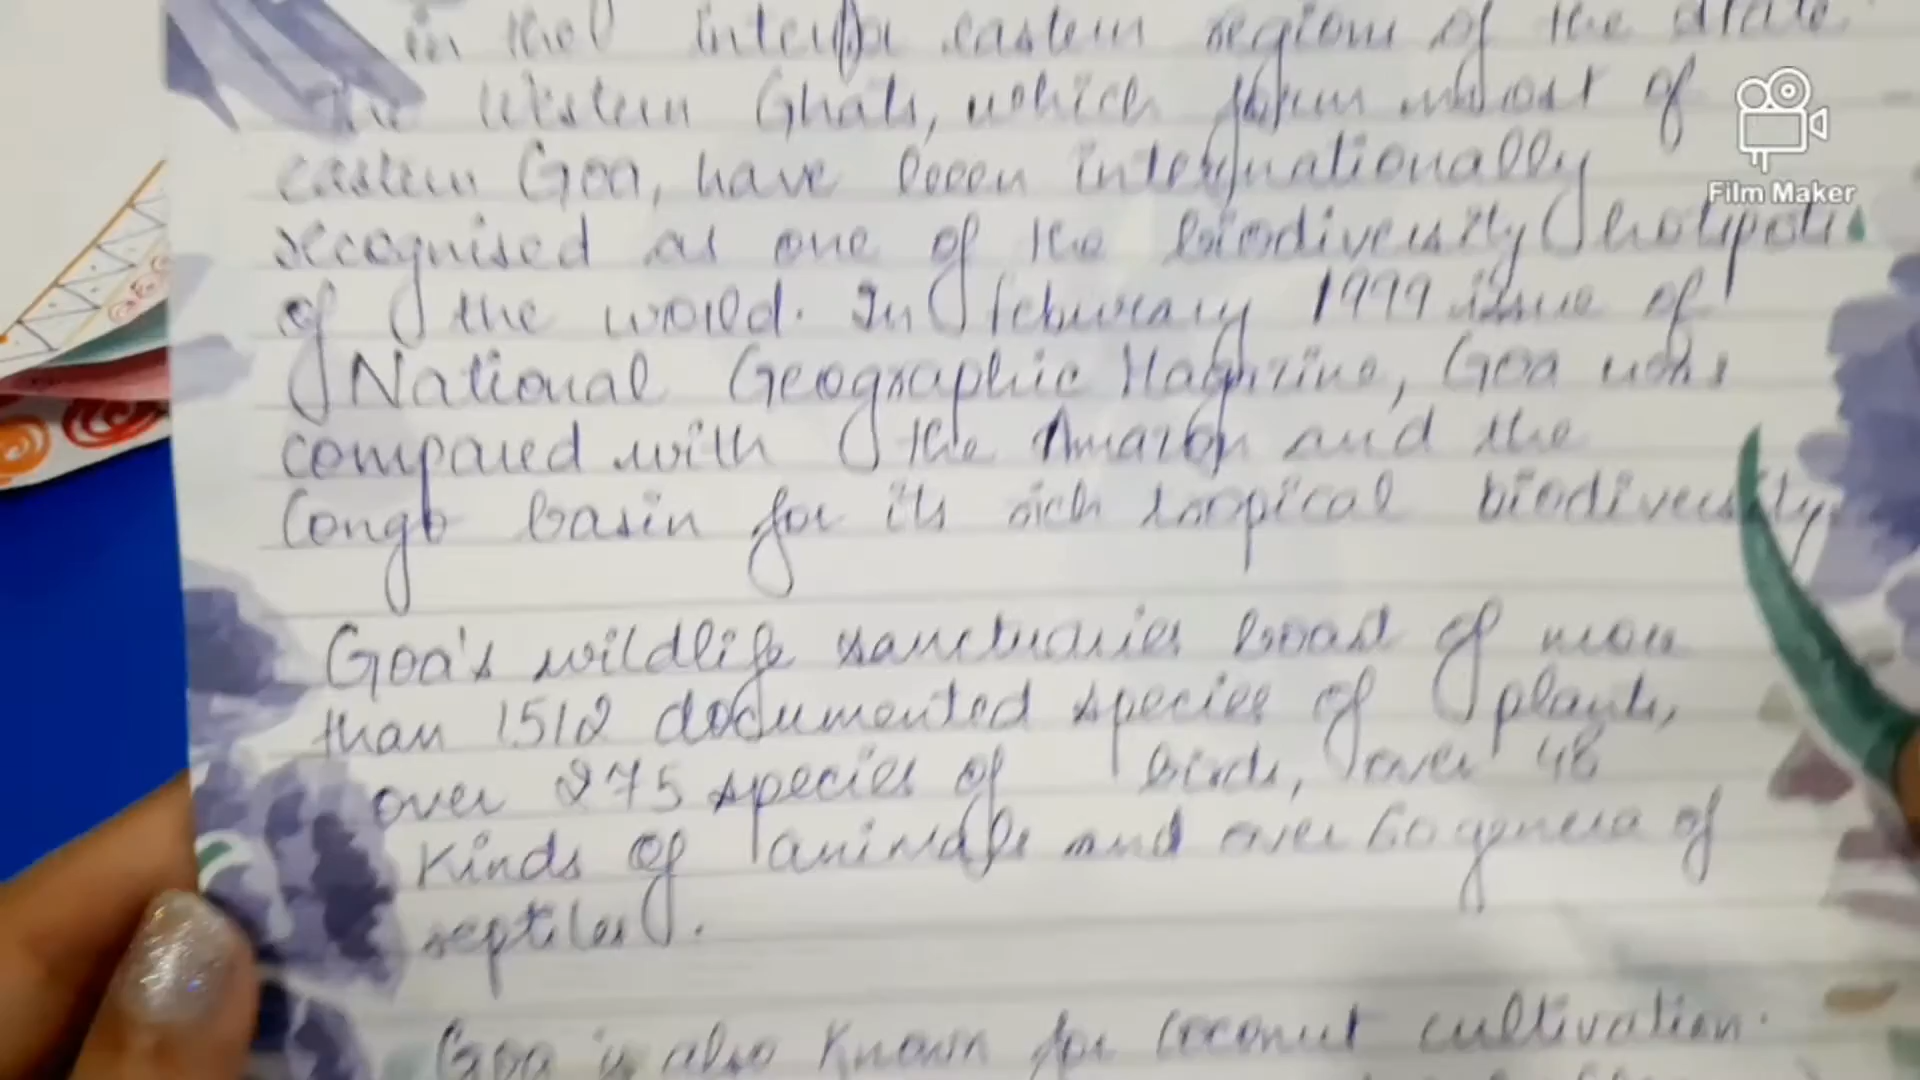 in the interior eastern regions of the state.
The Western Ghats, which form most of
eastern Goa, have been internationally
recognised as one of the biodiversity hotspots
of the world. In February 1999 issue of
National Geographic Magazine, Goa was
compared with the Amazon and the
Congo basin for its rich tropical biodiversity.
Goa's wildlife sanctuaries boast of more
than 1512 documented species of plants,
over 275 species of birds, over 48
kinds of animals and over 60 genera of
reptiles.
Goa is also known for coconut cultivation.
Film Maker